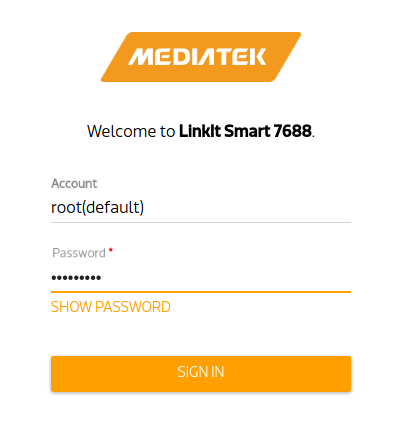 MEDIATEK
Welcome to LinkIt Smart 7688.
Account
root(default)
Password *
•••••••••
SHOW PASSWORD
SIGN IN